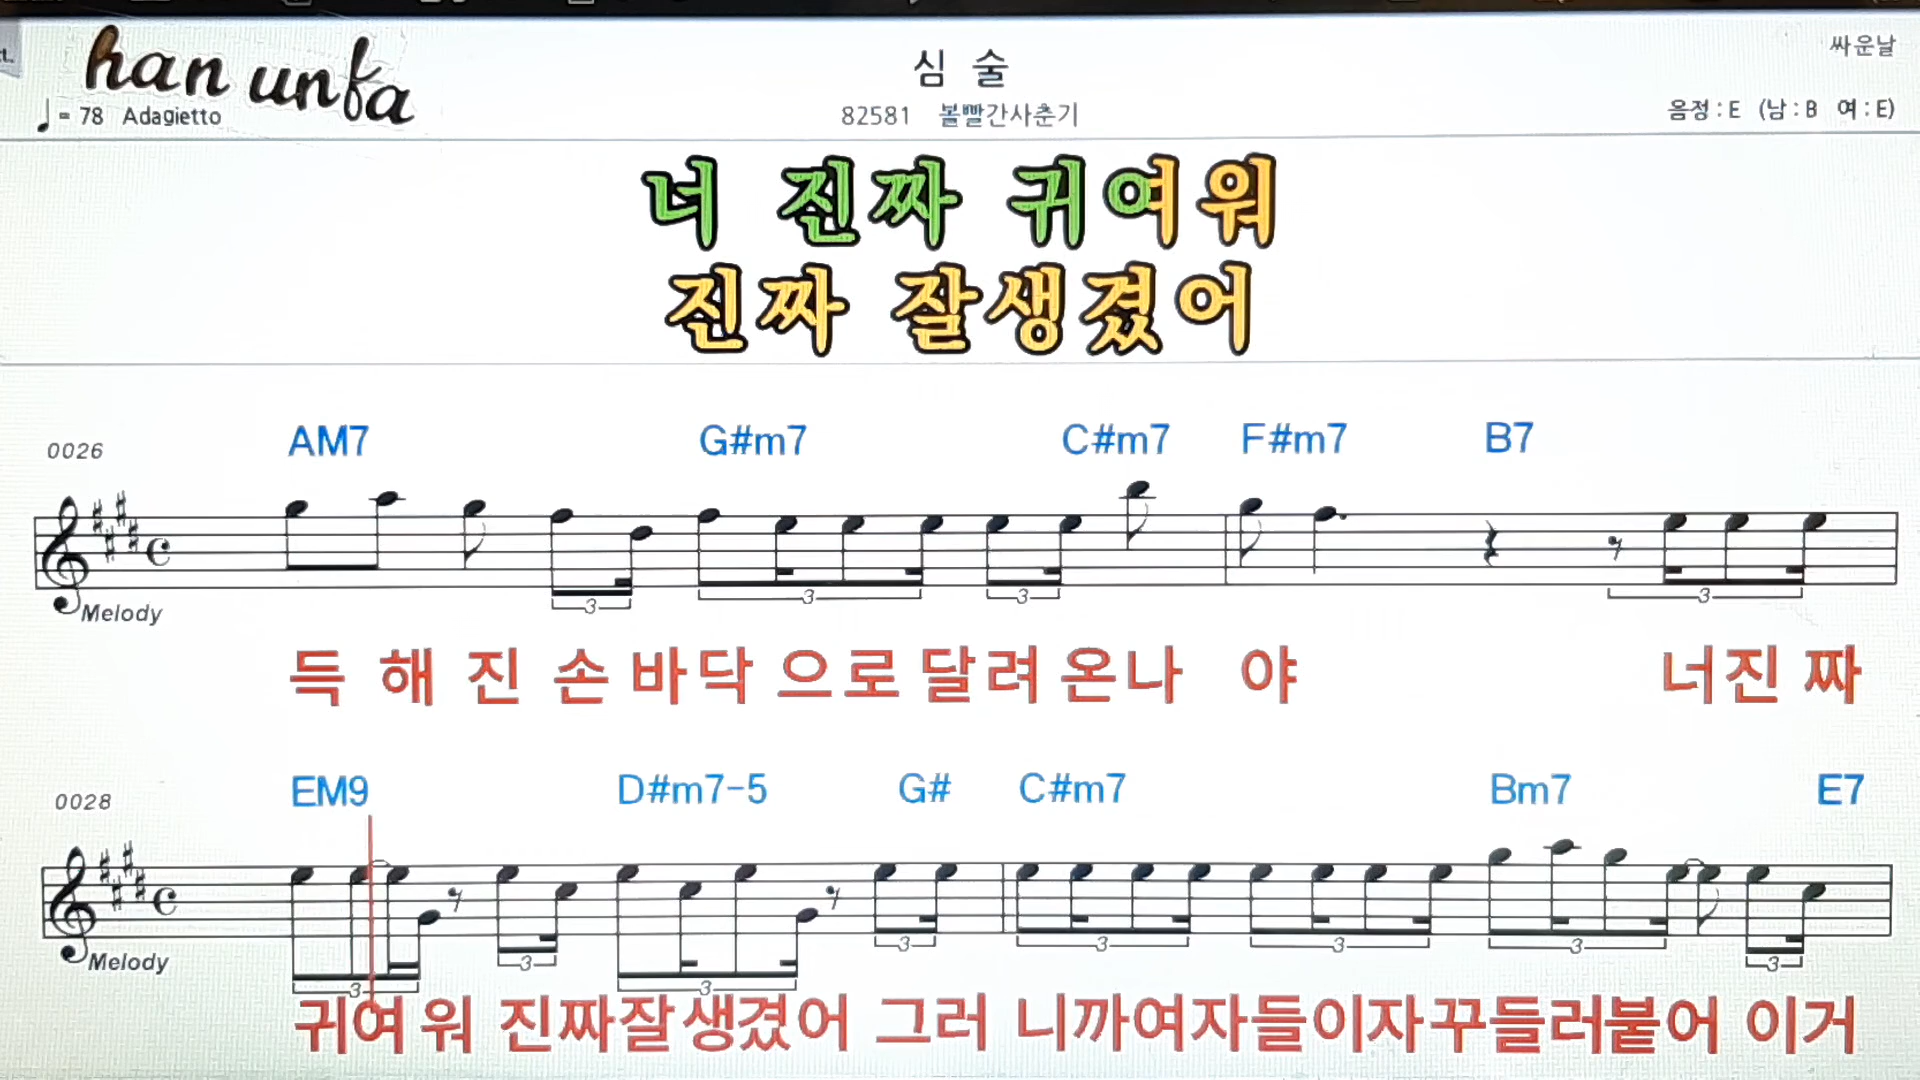 han unfa
심 술
싸운날
♩= 78 Adagietto
82581 볼빨간사춘기
음정 : E (남 : B 여 : E)
너 진짜 귀여워
진짜 잘생겼어
0026 AM7 G#m7 C#m7 F#m7 B7
3 3 3 3
Melody
득 해 진 손 바 닥 으 로 달 려 온 나 야 너 진 짜
0028 EM9 D#m7-5 G# C#m7 Bm7 E7
3 3 3 3 3 3 3 3
Melody
귀 여 워 진 짜 잘 생 겼 어 그 러 니 까 여 자 들 이 자 꾸 들 러 붙 어 이 거